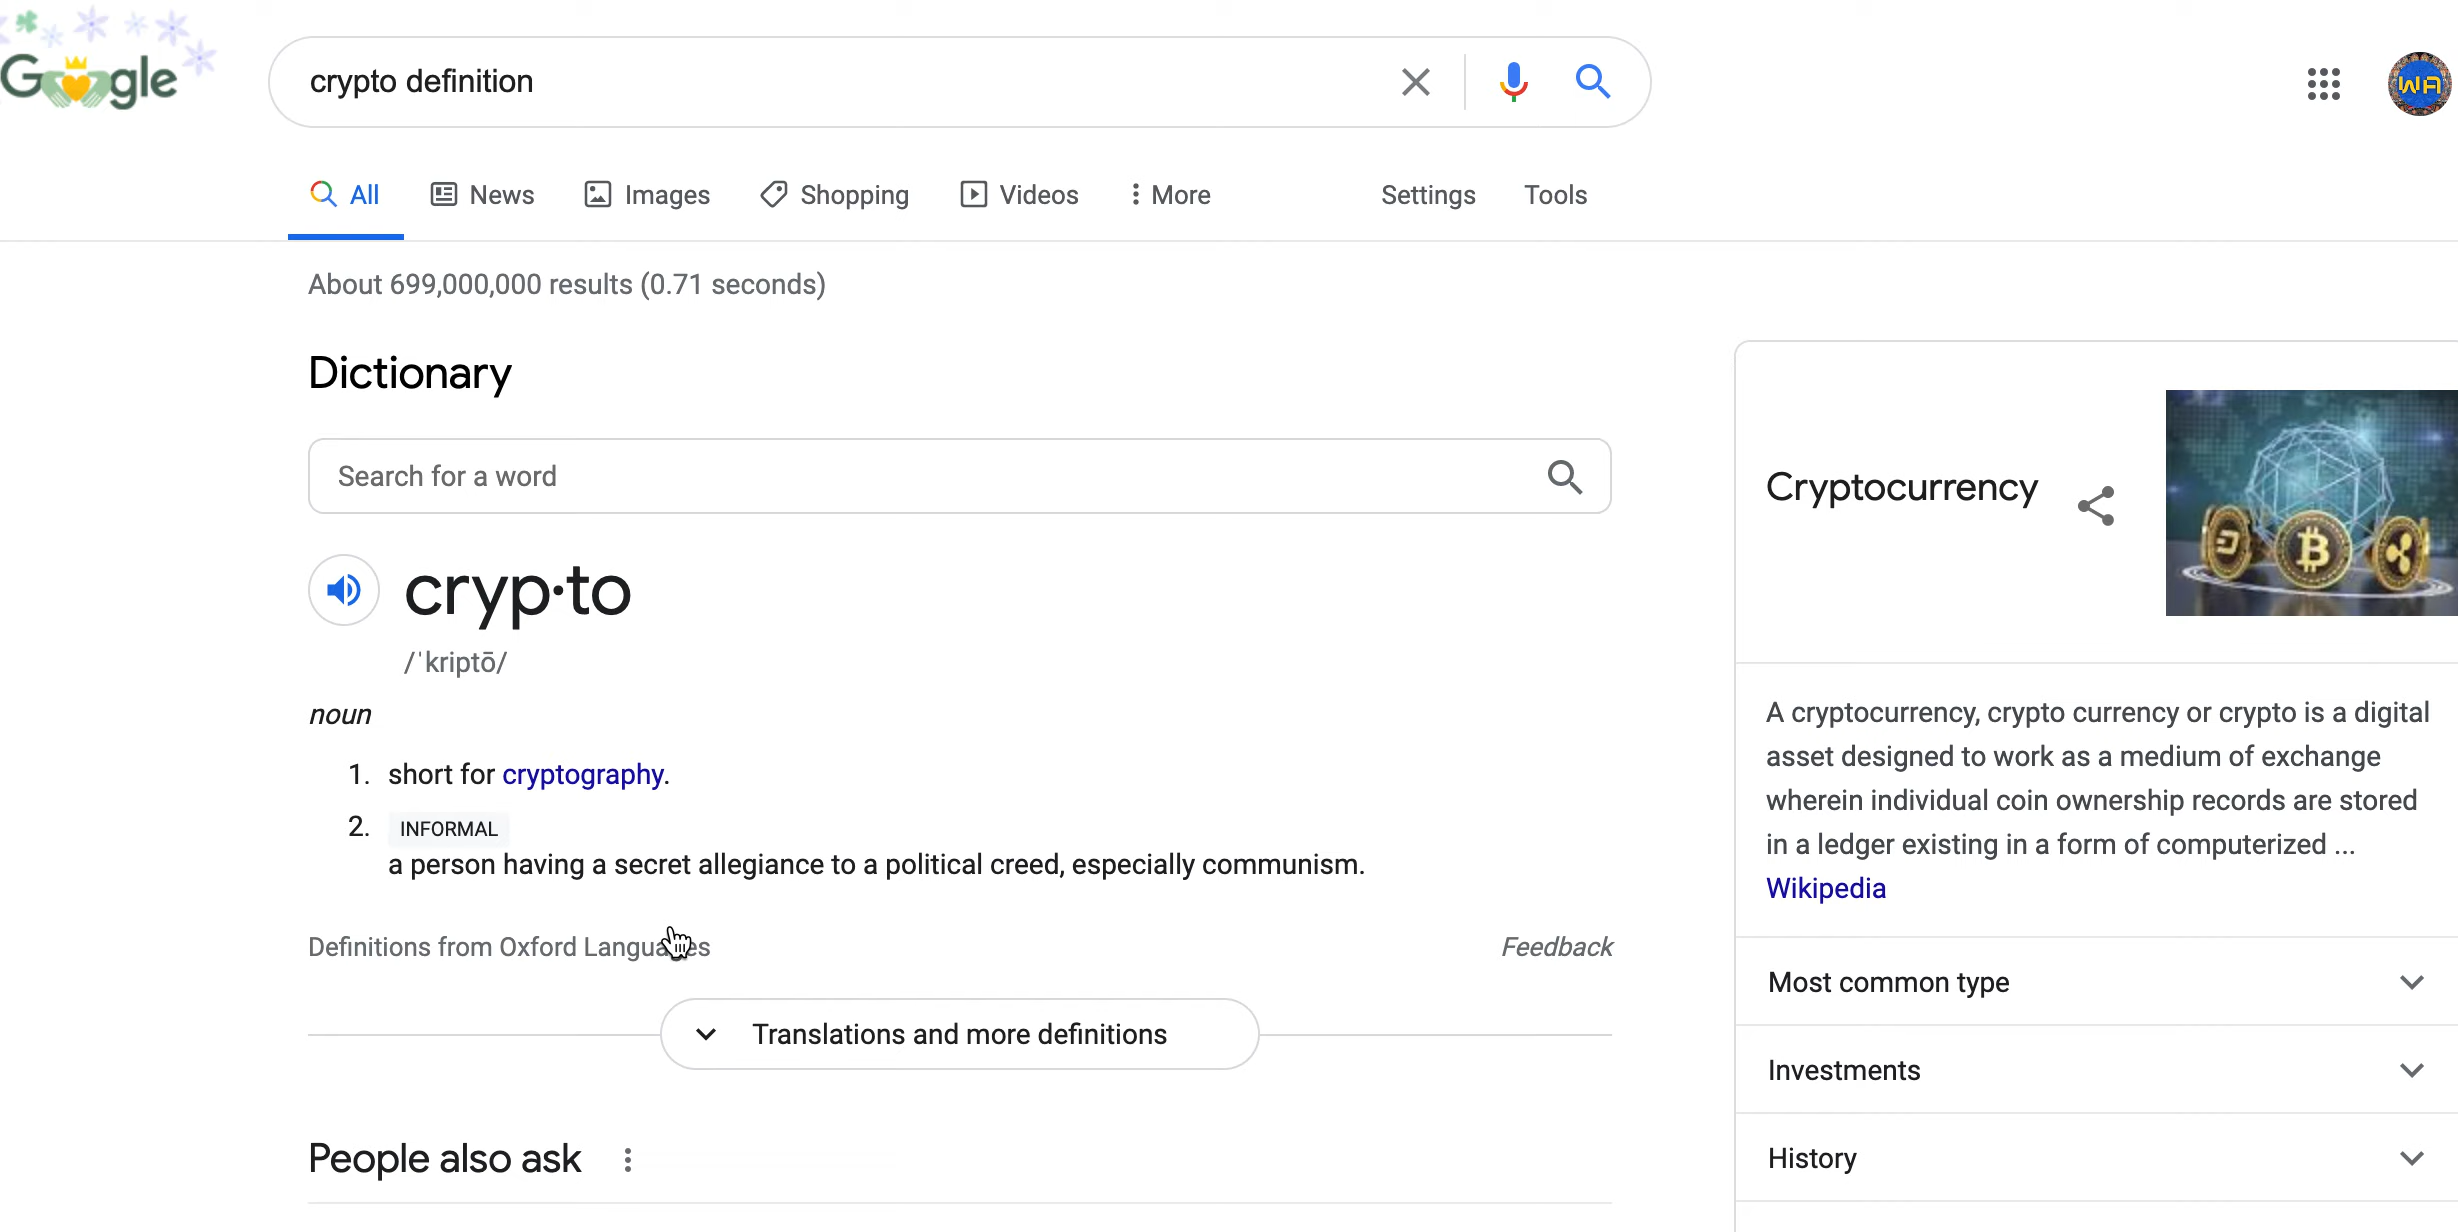 Google
crypto definition
WA
All News Images Shopping Videos More Settings Tools
About 699,000,000 results (0.71 seconds)
Dictionary
Search for a word
cryp·to
/ˈkriptō/
noun
1. short for cryptography.
2. INFORMAL
a person having a secret allegiance to a political creed, especially communism.
Definitions from Oxford Languages
Feedback
Translations and more definitions
People also ask
Cryptocurrency
A cryptocurrency, crypto currency or crypto is a digital
asset designed to work as a medium of exchange
wherein individual coin ownership records are stored
in a ledger existing in a form of computerized ...
Wikipedia
Most common type
Investments
History